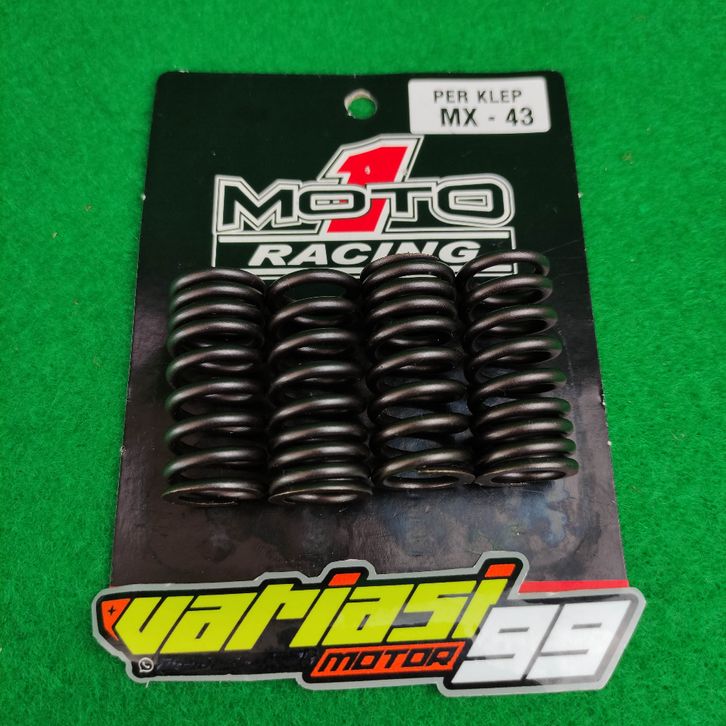 PER KLEP
MX - 43
1
MOTO
RACING
VARIASI
MOTOR
99